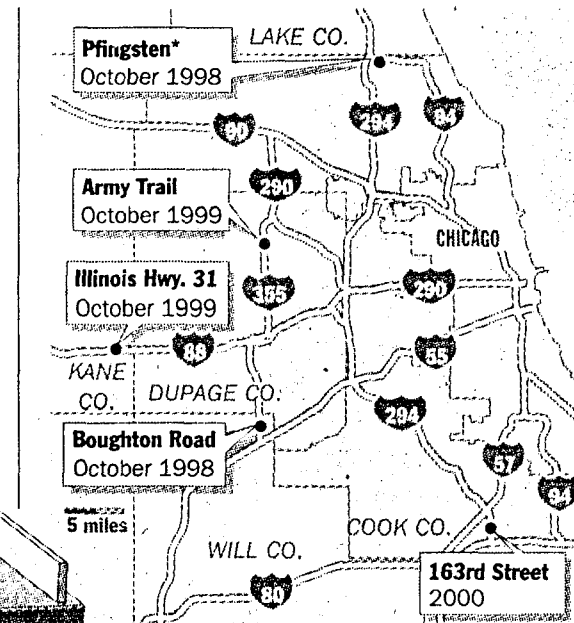 LAKE CO.
Pfingsten*
October 1998
90
294
94
290
Army Trail
October 1999
CHICAGO
Illinois Hwy. 31
October 1999
355
290
88
55
KANE
CO.
DUPAGE CO.
294
Boughton Road
October 1998
57
94
5 miles
COOK CO.
WILL CO.
163rd Street
2000
80